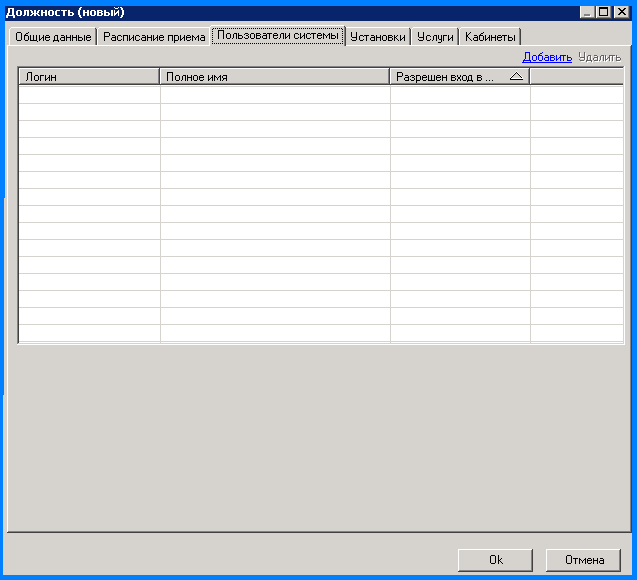 Должность (новый)
Общие данные Расписание приема Пользователи системы Установки Услуги Кабинеты
Добавить Удалить
Логин Полное имя Разрешен вход в ...
Ok Отмена